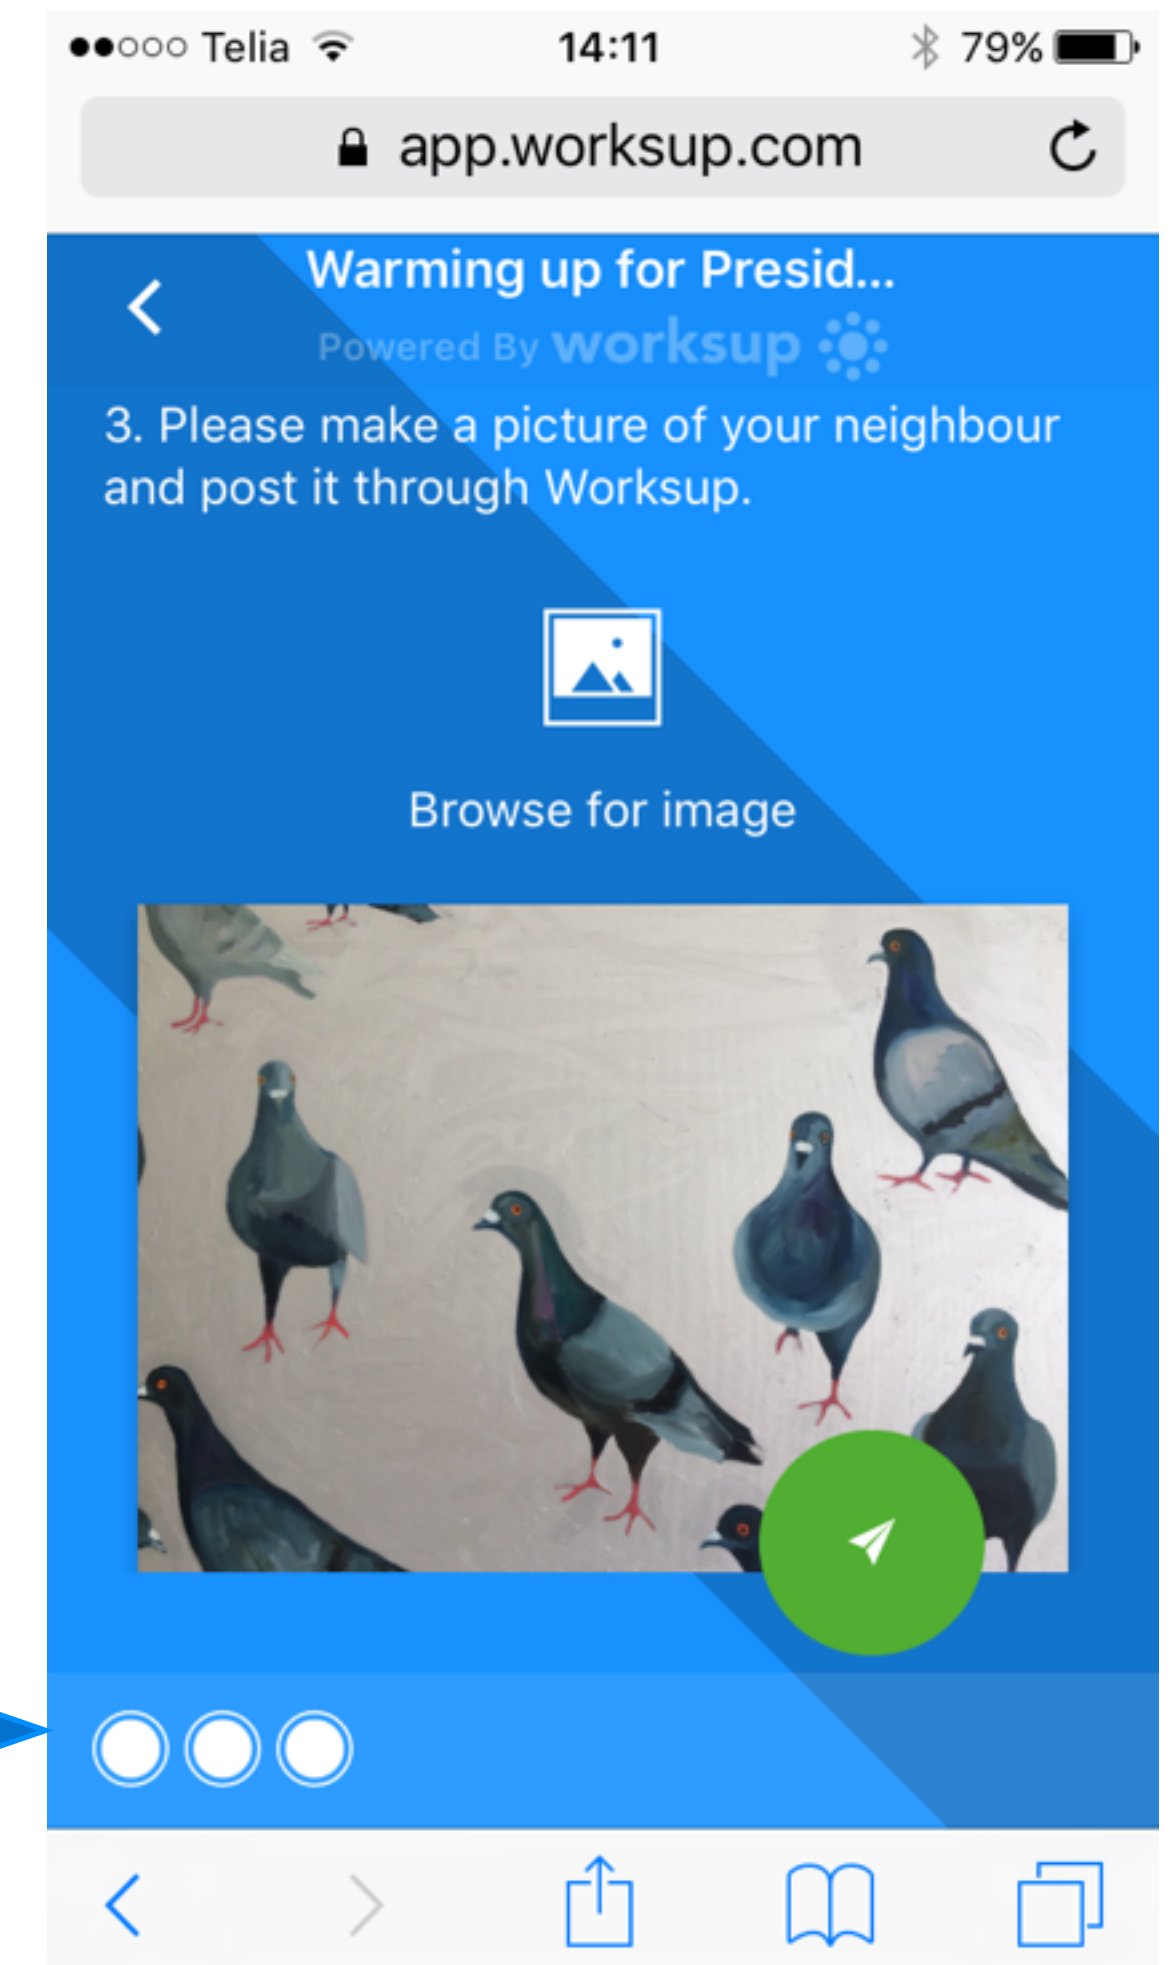 Telia 14:11 79%
app.worksup.com
Warming up for Presid...
Powered By worksup
3. Please make a picture of your neighbour
and post it through Worksup.
Browse for image